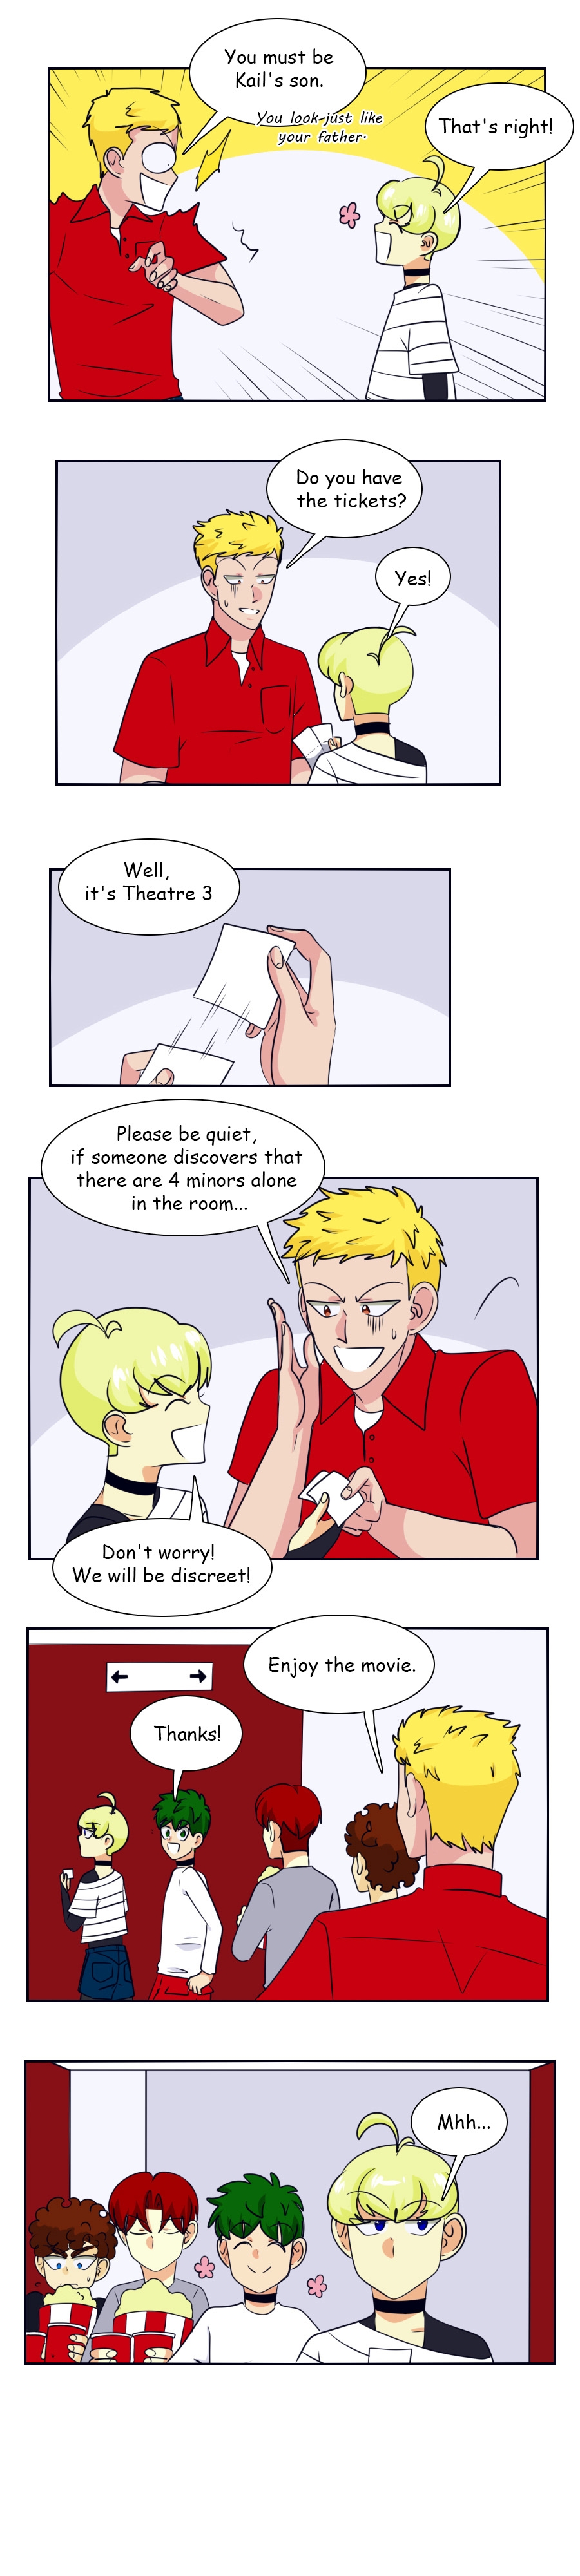 You must be
Kail's son.
You look just like
your father.
That's right!
Do you have
the tickets?
Yes!
Well,
it's Theatre 3
Please be quiet,
if someone discovers that
there are 4 minors alone
in the room...
Don't worry!
We will be discreet!
Enjoy the movie.
Thanks!
Mhh...